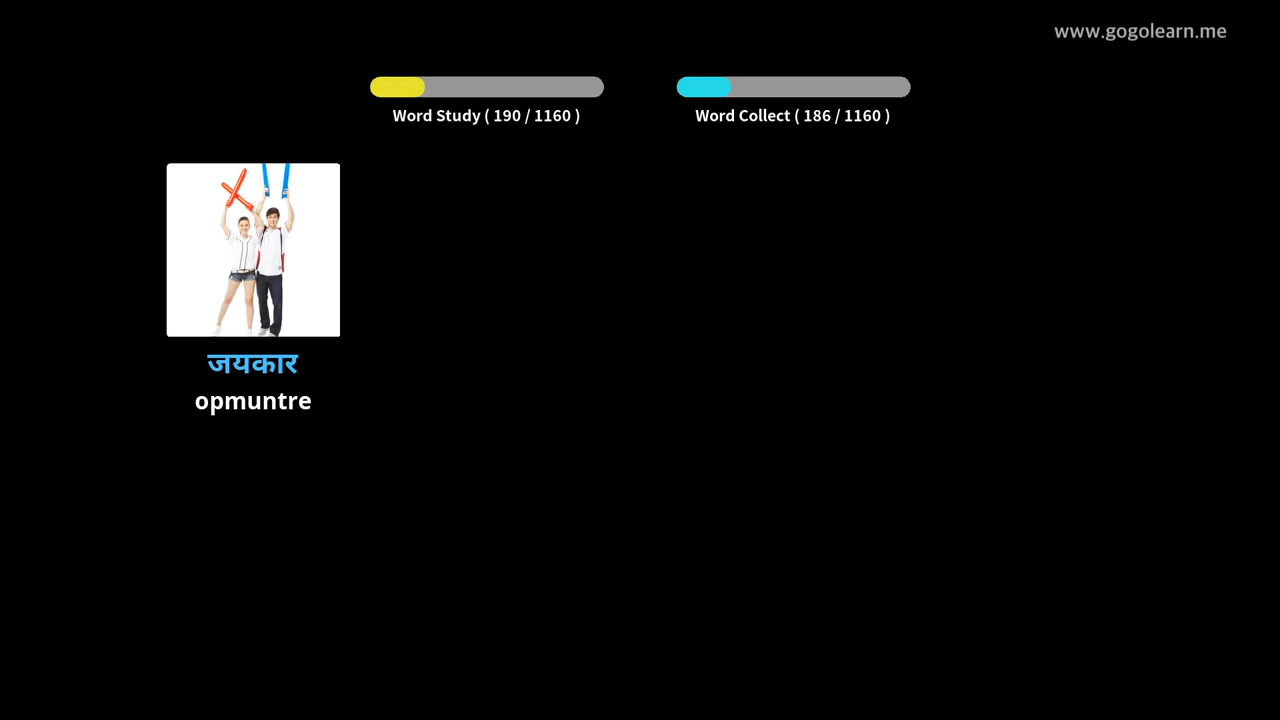 www.gogolearn.me
Word Study ( 190 / 1160 )
Word Collect ( 186 / 1160 )
जयकार
opmuntre